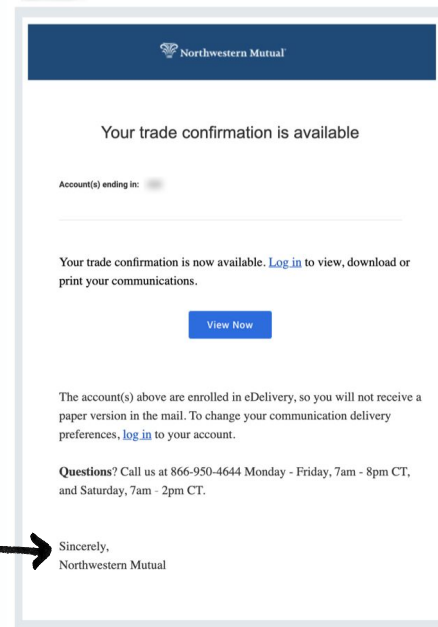 Northwestern Mutual
Your trade confirmation is available
Account(s) ending in:
Your trade confirmation is now available. Log in to view, download or
print your communications.
View Now
The account(s) above are enrolled in eDelivery, so you will not receive a
paper version in the mail. To change your communication delivery
preferences, log in to your account.
Questions? Call us at 866-950-4644 Monday - Friday, 7am - 8pm CT,
and Saturday, 7am - 2pm CT.
Sincerely,
Northwestern Mutual